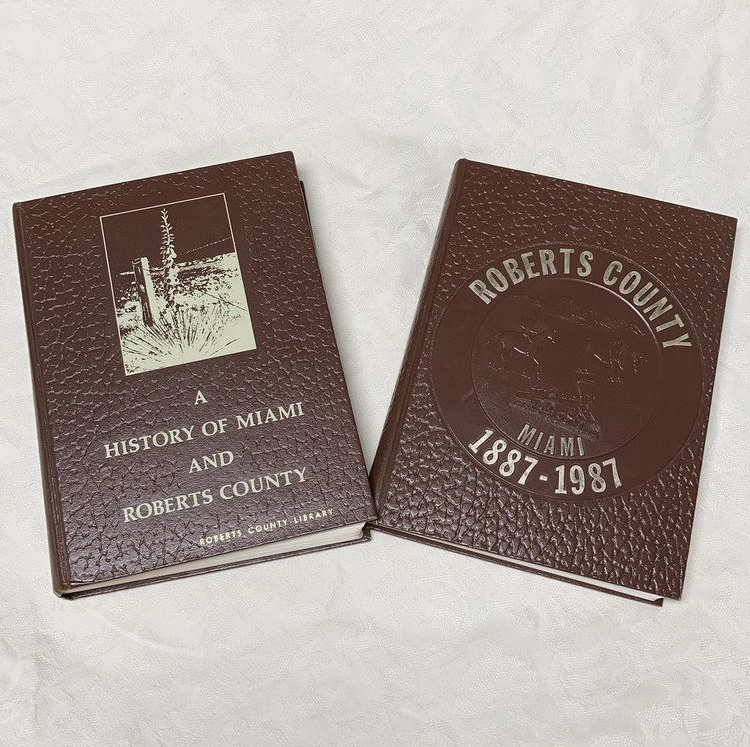 A
HISTORY OF MIAMI
AND
ROBERTS COUNTY
ROBERTS COUNTY LIBRARY
ROBERTS COUNTY
MIAMI
1887-1987